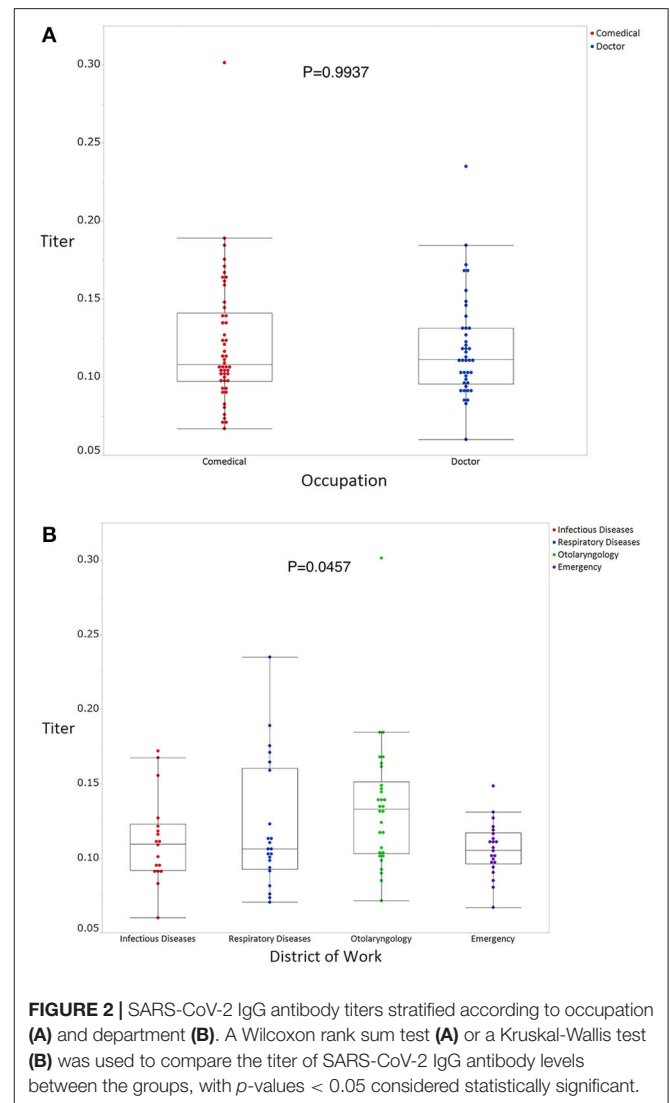 A
Comedical
Doctor
P=0.9937
0.30
0.25
0.20
Titer
0.15
0.10
0.05
Comedical
Doctor
Occupation
B
Infectious Diseases
Respiratory Diseases
Otolaryngology
Emergency
P=0.0457
0.30
0.25
0.20
Titer
0.15
0.10
0.05
Infectious Diseases
Respiratory Diseases
Otolaryngology
Emergency
District of Work
FIGURE 2 | SARS-CoV-2 IgG antibody titers stratified according to occupation
(A) and department (B). A Wilcoxon rank sum test (A) or a Kruskal-Wallis test
(B) was used to compare the titer of SARS-CoV-2 IgG antibody levels
between the groups, with p-values < 0.05 considered statistically significant.